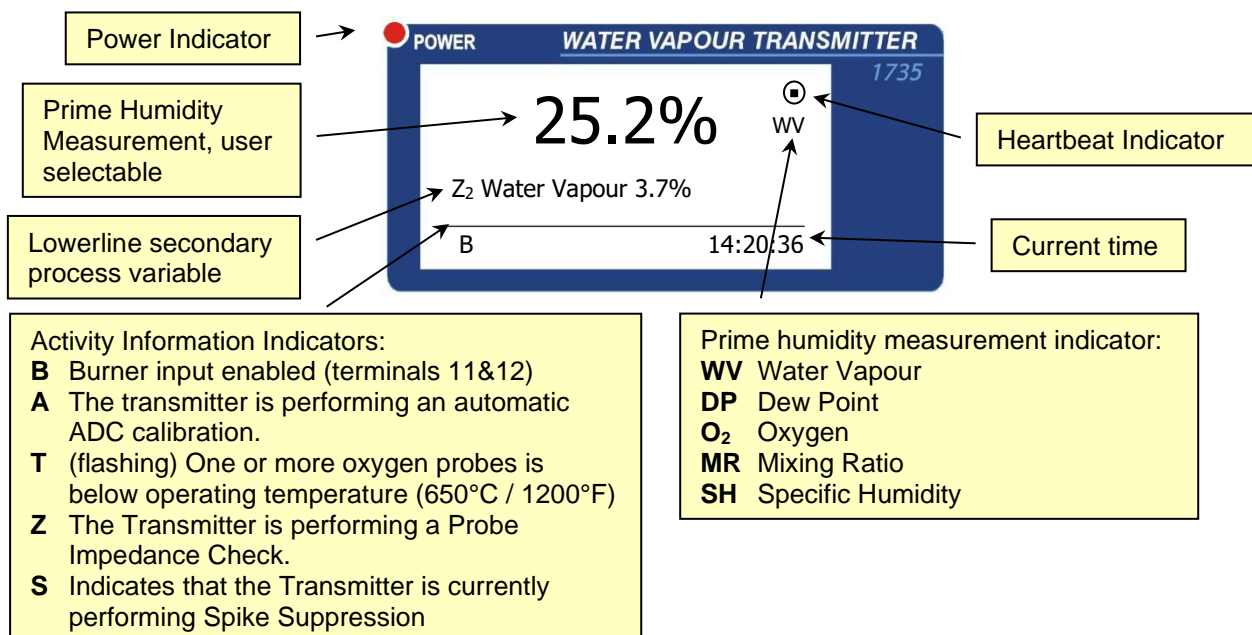 Power Indicator
POWER
WATER VAPOUR TRANSMITTER
1735
Prime Humidity
Measurement, user
selectable
25.2%
WV
Heartbeat Indicator
Z₂ Water Vapour 3.7%
Lowerline secondary
process variable
B
14:20:36
Current time
Activity Information Indicators:
B Burner input enabled (terminals 11&12)
A The transmitter is performing an automatic
ADC calibration.
T (flashing) One or more oxygen probes is
below operating temperature (650°C / 1200°F)
Z The Transmitter is performing a Probe
Impedance Check.
S Indicates that the Transmitter is currently
performing Spike Suppression
Prime humidity measurement indicator:
WV Water Vapour
DP Dew Point
O₂ Oxygen
MR Mixing Ratio
SH Specific Humidity